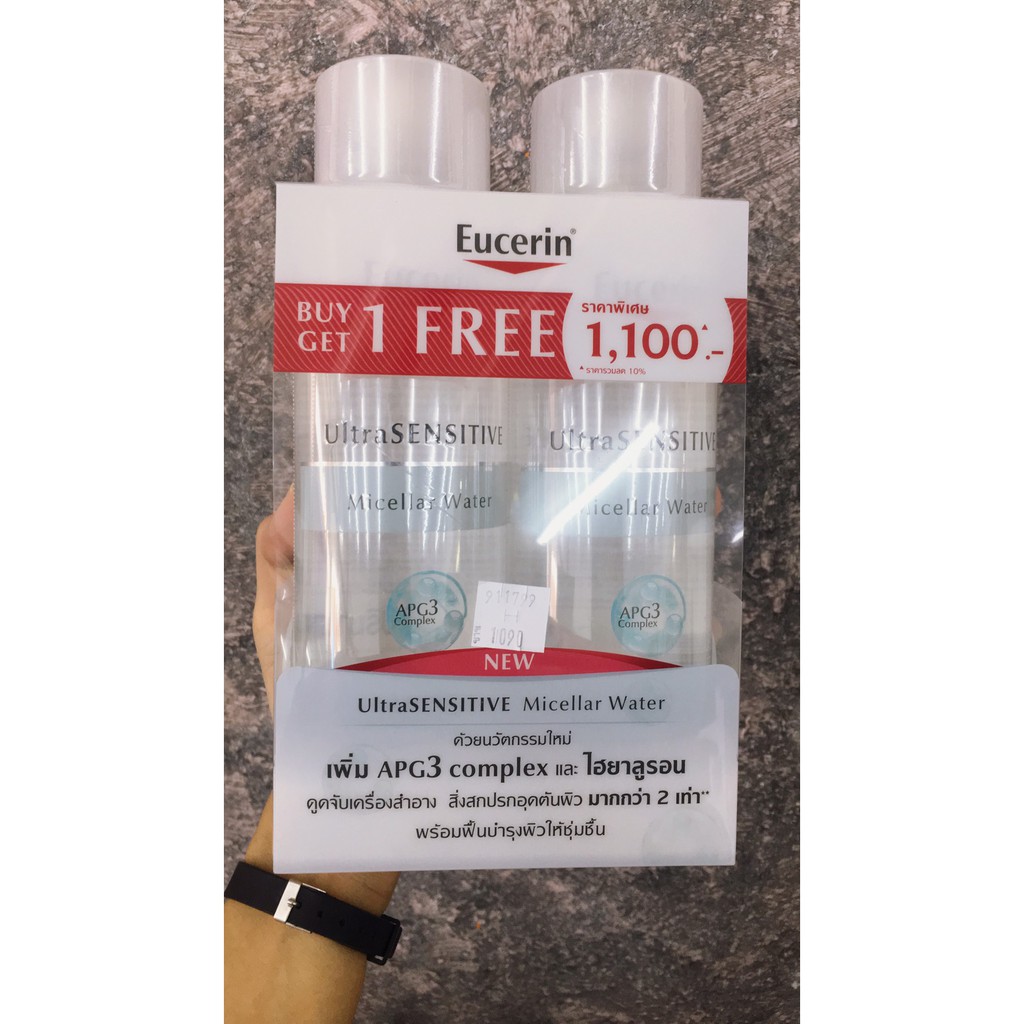 Eucerin®
BUY GET 1 FREE
ราคาพิเศษ
1,100▲.-
▲ราคารวมลด 10%
UltraSENSITIVE
UltraSENSITIVE
Micellar Water
Micellar Water
APG3
Complex
APG3
Complex
1090
NEW
UltraSENSITIVE Micellar Water
ด้วยนวัตกรรมใหม่
เพิ่ม APG3 complex และ ไฮยาลูรอน
ดูดจับเครื่องสำอาง สิ่งสกปรกอุดตันผิว มากกว่า 2 เท่า**
พร้อมฟื้นบำรุงผิวให้ชุ่มชื้น